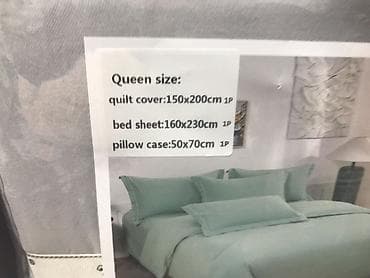 Queen size:
quilt cover:150x200cm 1P
bed sheet:160x230cm 1P
pillow case:50x70cm 1P